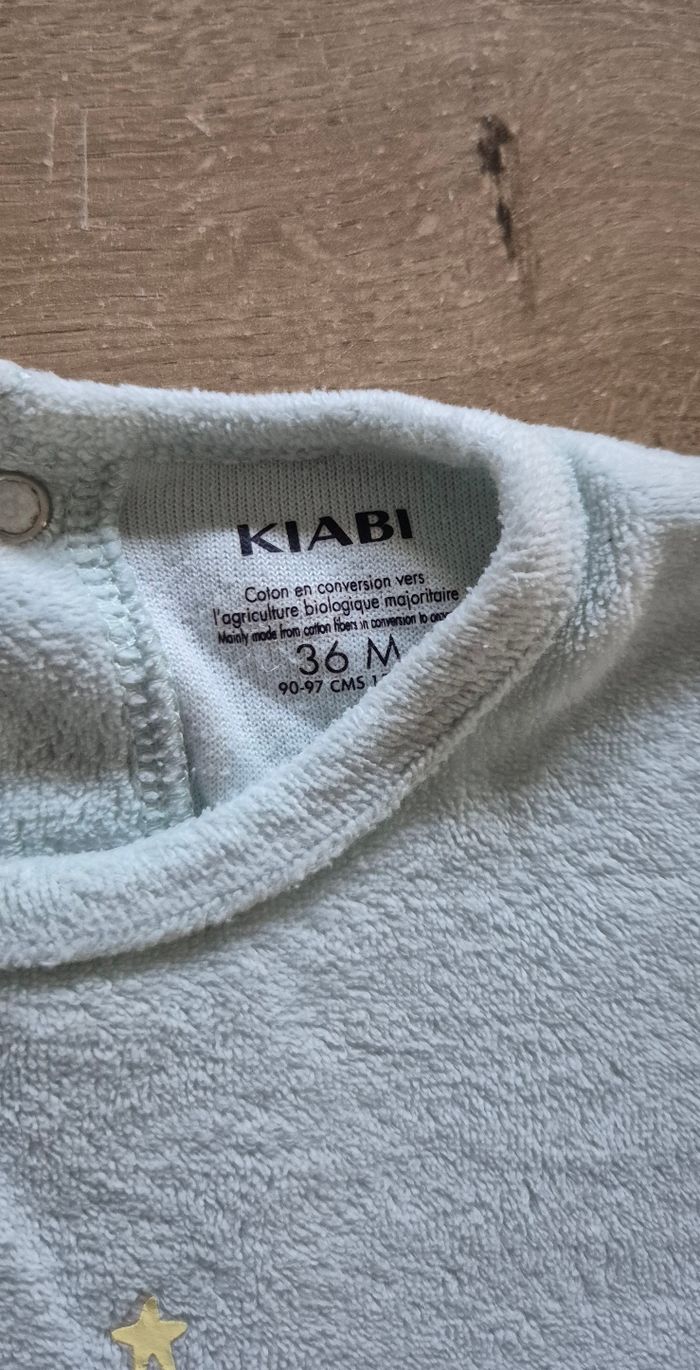 KIABI
Coton en conversion vers
l'agriculture biologique majoritaire
Mainly made from cotton fibers in conversion to
36 M
90-97 CMS